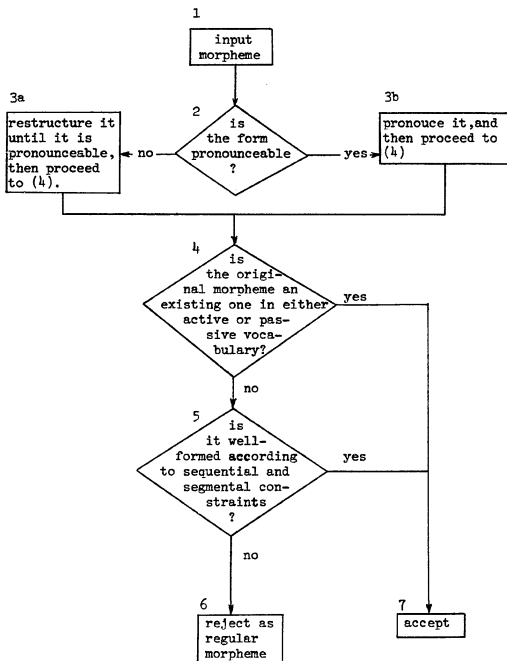 1
input
morpheme
3a
restructure it
until it is
pronounceable,
then proceed
to (4).
2
is
the form
pronounceable
?
no
yes
3b
pronouce it,and
then proceed to
(4)
4
is
the origi-
nal morpheme an
existing one in either
active or pas-
sive voca-
bulary?
yes
no
5
is
it well-
formed according
to sequential and
segmental con-
straints
?
yes
no
6
reject as
regular
morpheme
7
accept